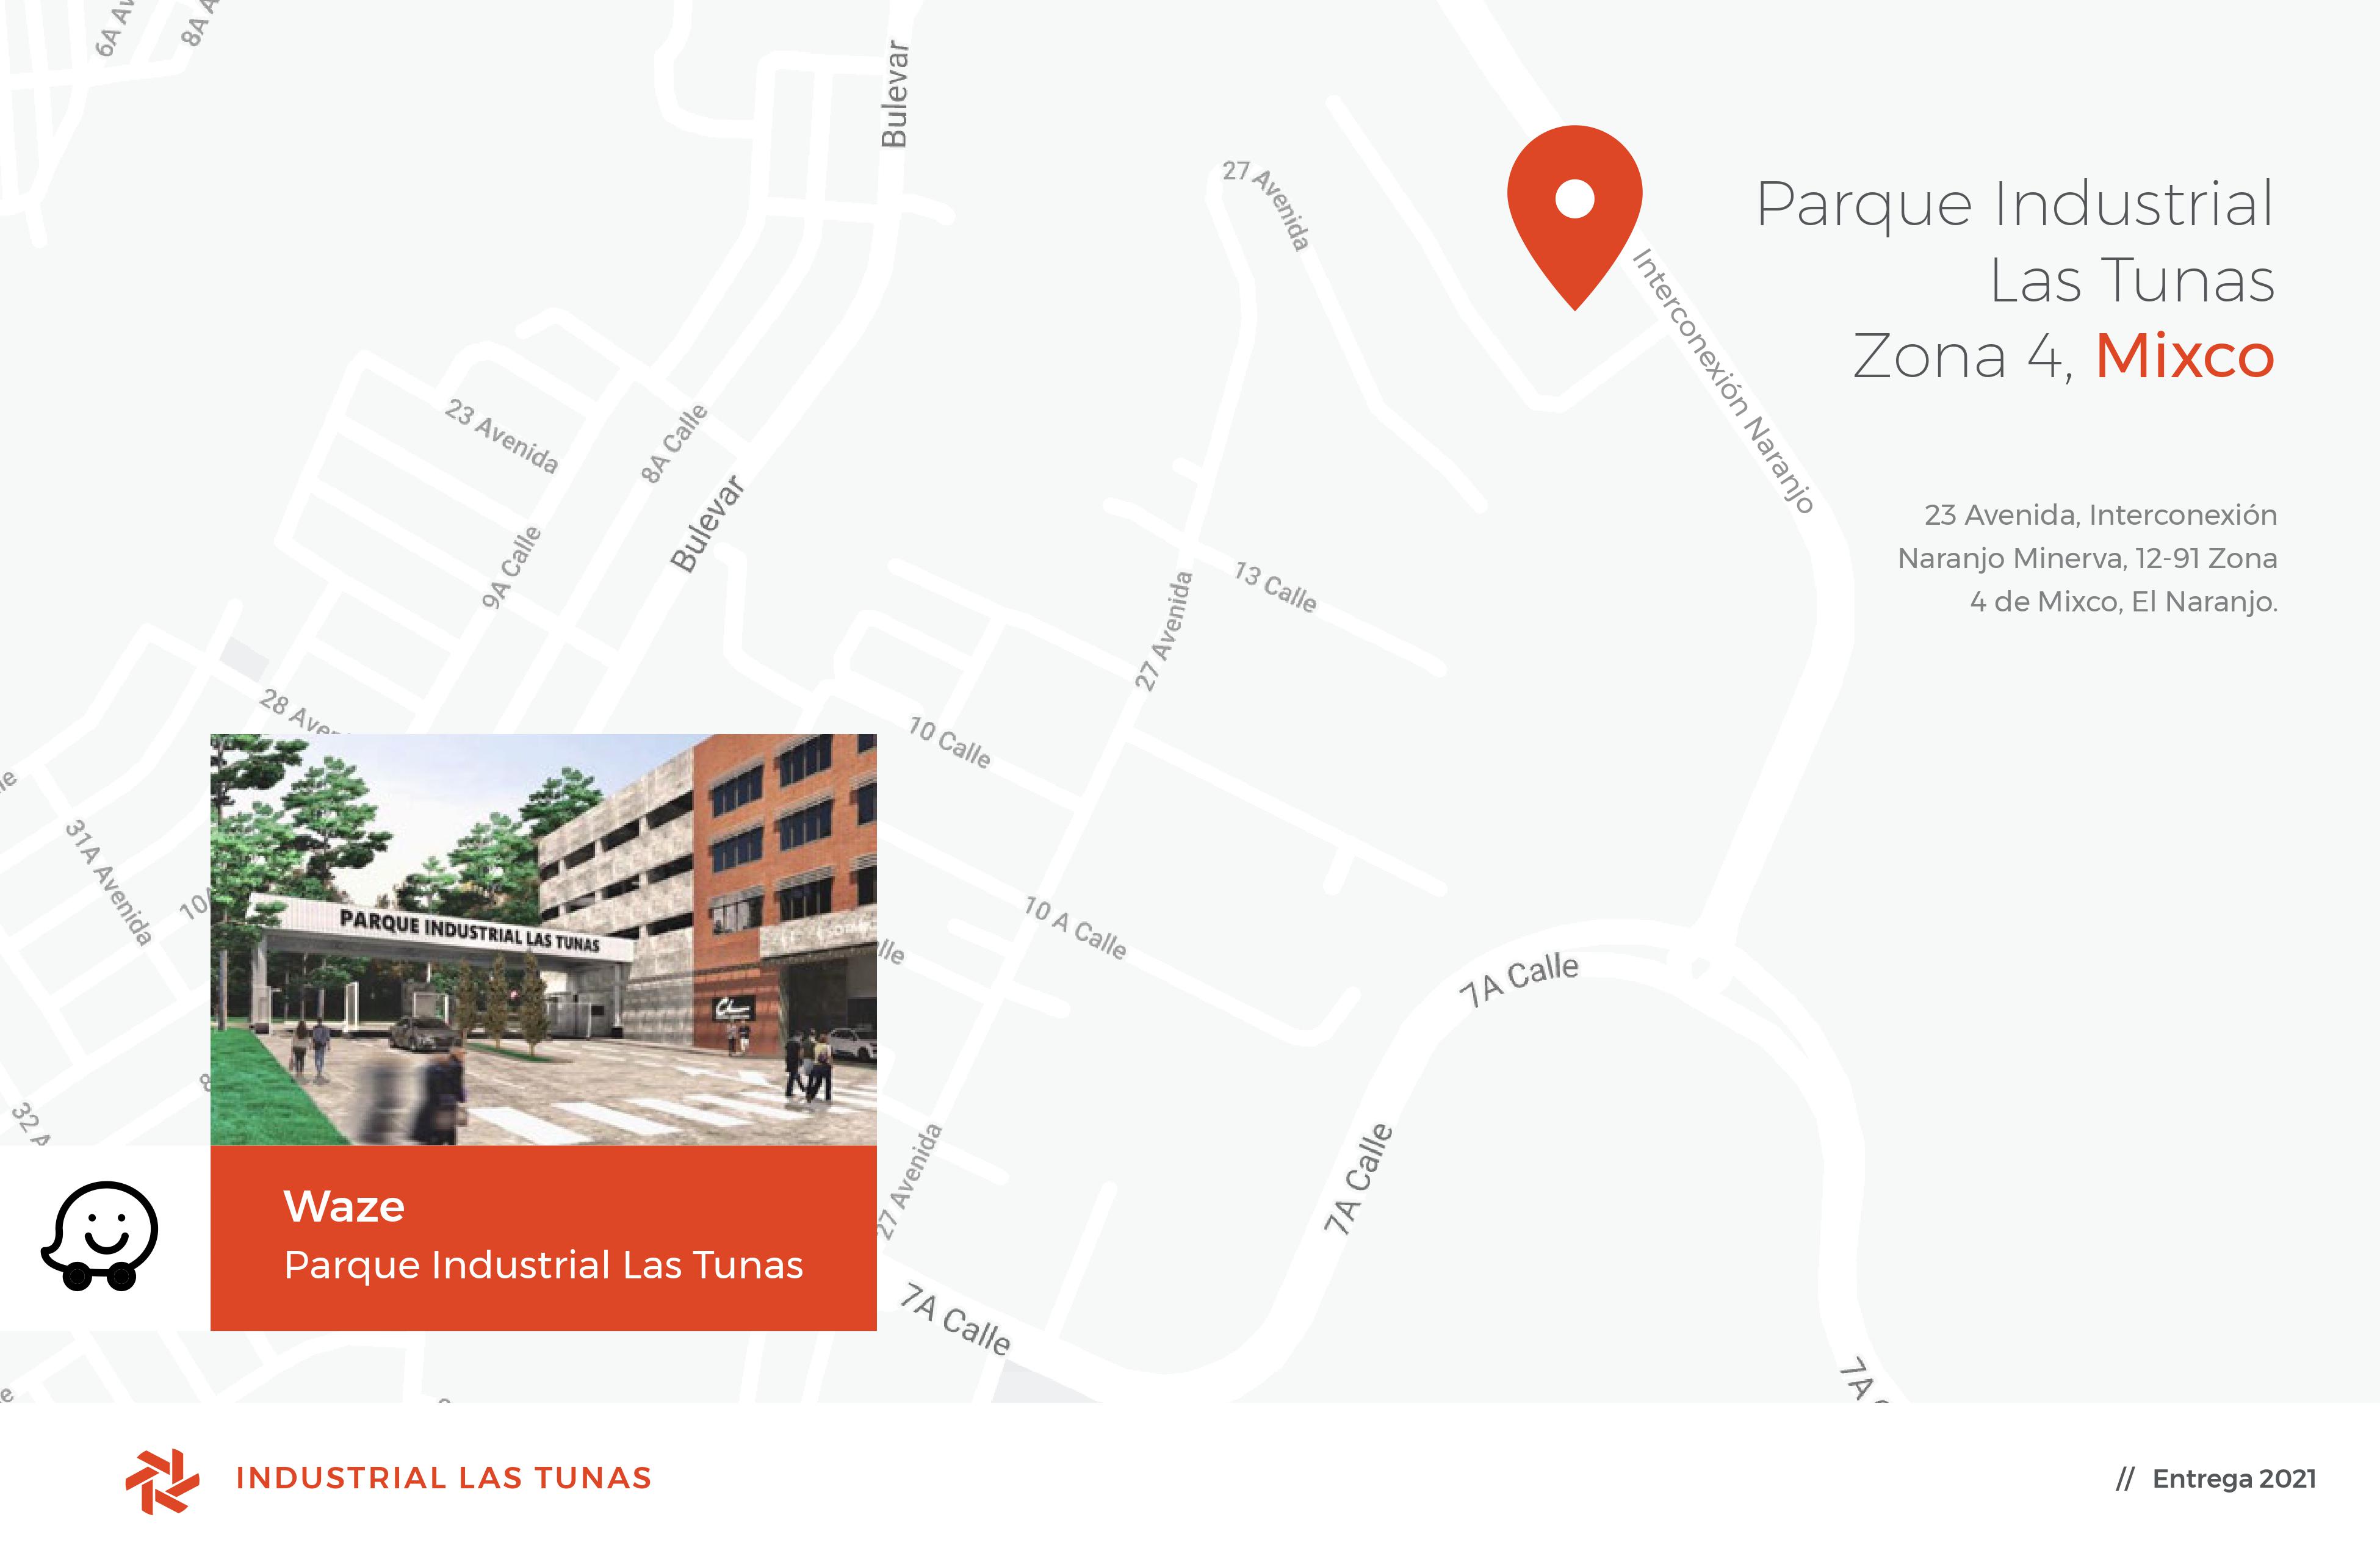 6A Av
8A A
Bulevar
27 Avenida
Parque Industrial
Las Tunas
Zona 4, Mixco
Interconexión Naranjo
23 Avenida
8A Calle
Bulevar
9A Calle
23 Avenida, Interconexión
Naranjo Minerva, 12-91 Zona
4 de Mixco, El Naranjo.
13 Calle
27 Avenida
28 Aven
10 Calle
31A Avenida
10
10 A Calle
lle
7A Calle
PARQUE INDUSTRIAL LAS TUNAS
32 A
8
27 Avenida
7A Calle
Waze
Parque Industrial Las Tunas
7A Calle
7A C
INDUSTRIAL LAS TUNAS
// Entrega 2021